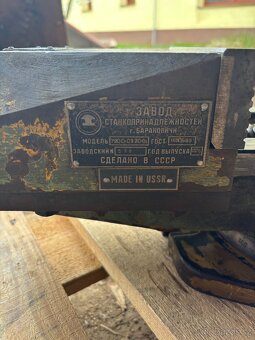 ЗАВОД
СТАНКОПРИНАДЛЕЖНОСТЕЙ
г. БАРАНОВИЧИ
МОДЕЛЬ ГОСТ
ЗАВОДСКОЙ № ГОД ВЫПУСКА
СДЕЛАНО В СССР
MADE IN USSR